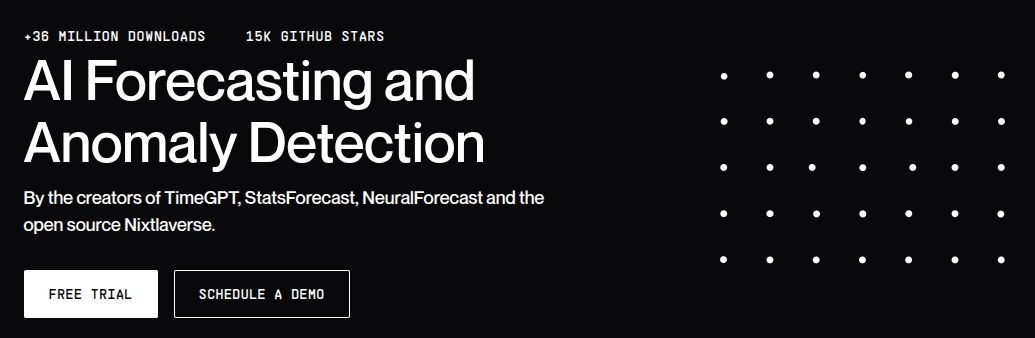 +36 MILLION DOWNLOADS 15K GITHUB STARS
AI Forecasting and
Anomaly Detection
By the creators of TimeGPT, StatsForecast, NeuralForecast and the
open source Nixtlaverse.
FREE TRIAL SCHEDULE A DEMO